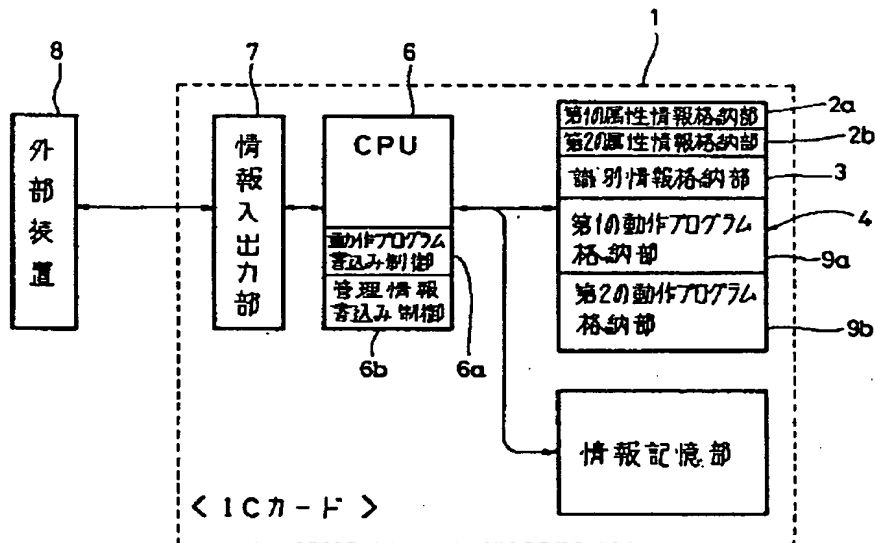 1
8
7
6
外部装置
情報入出力部
CPU
動作プログラム
書込み制御
管理情報
書込み制御
6b
6a
第1の属性情報格納部
2a
第2の属性情報格納部
2b
識別情報格納部
3
第1の動作プログラム
格納部
4
9a
第2の動作プログラム
格納部
9b
情報記憶部
<ICカード>